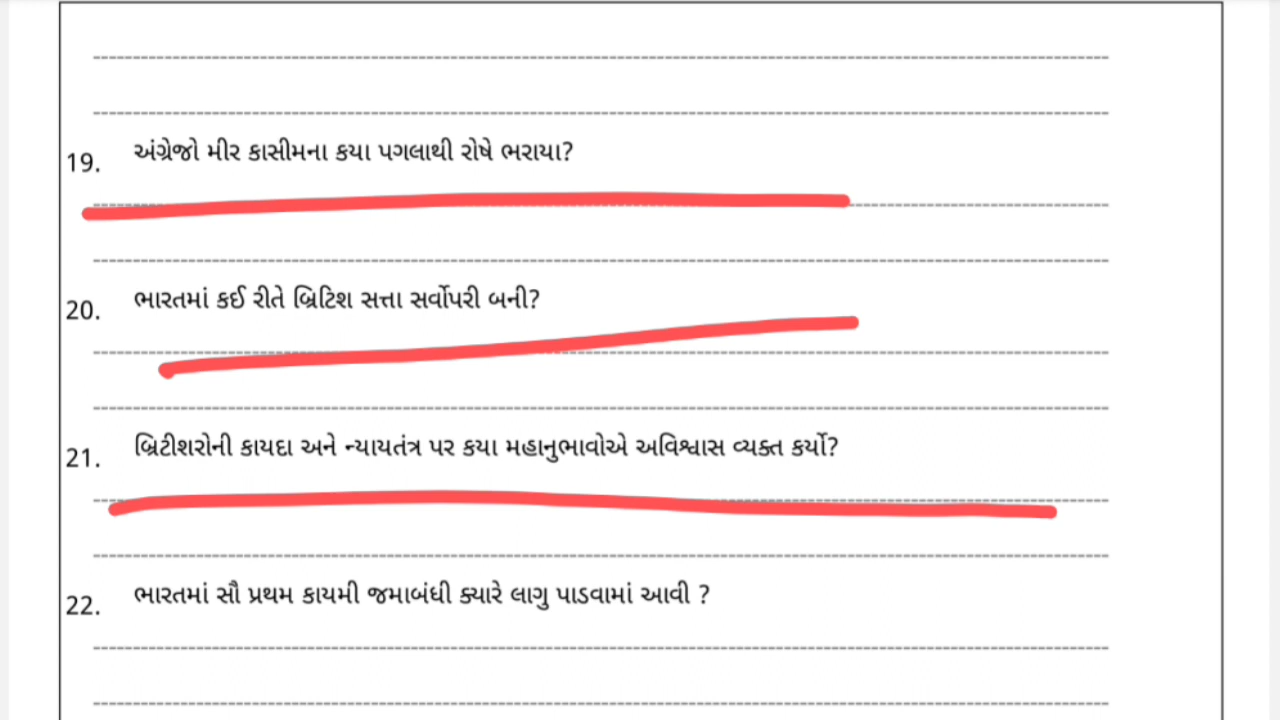 19. અંગ્રેજો મીર કાસીમના કયા પગલાથી રોષે ભરાયા?
20. ભારતમાં કઈ રીતે બ્રિટિશ સત્તા સર્વોપરી બની?
21. બ્રિટીશરોની કાયદા અને ન્યાયતંત્ર પર કયા મહાનુભાવોએ અવિશ્વાસ વ્યક્ત કર્યો?
22. ભારતમાં સૌ પ્રથમ કાયમી જમાબંધી ક્યારે લાગુ પાડવામાં આવી ?